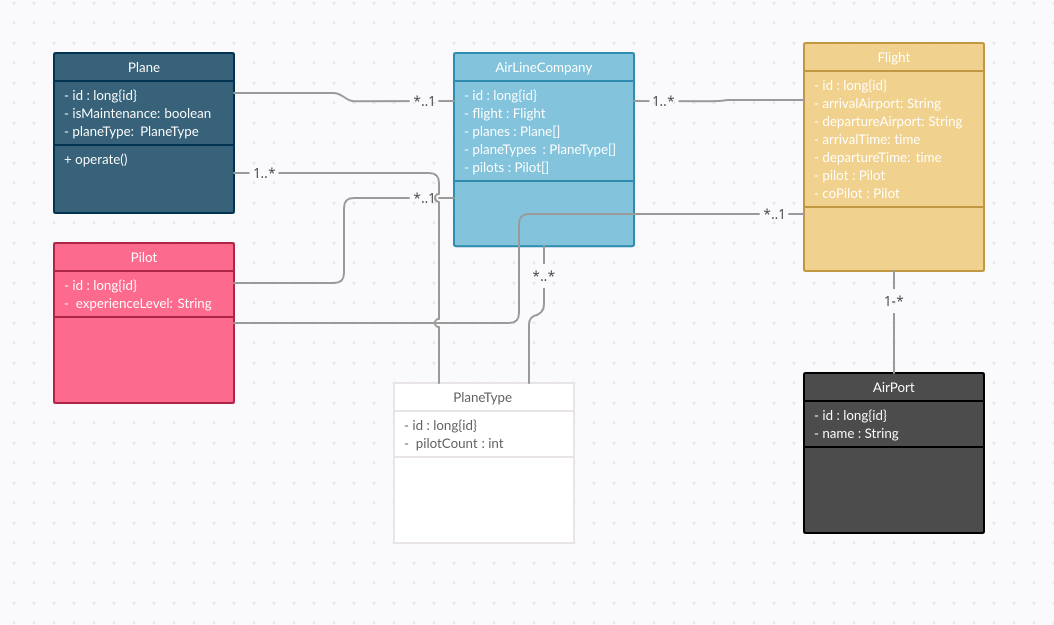 Plane
- id : long{id}
- isMaintenance: boolean
- planeType:  PlaneType
+ operate()
*..1
1..*
AirLineCompany
- id : long{id}
- flight : Flight
- planes : Plane[]
- planeTypes  : PlaneType[]
- pilots : Pilot[]
1..*
Flight
- id : long{id}
- arrivalAirport: String
- departureAirport: String
- arrivalTime: time
- departureTime:  time
- pilot : Pilot
- coPilot : Pilot
*..1
*..1
Pilot
- id : long{id}
-  experienceLevel: String
*..*
1-*
PlaneType
- id : long{id}
-  pilotCount : int
AirPort
- id : long{id}
- name : String